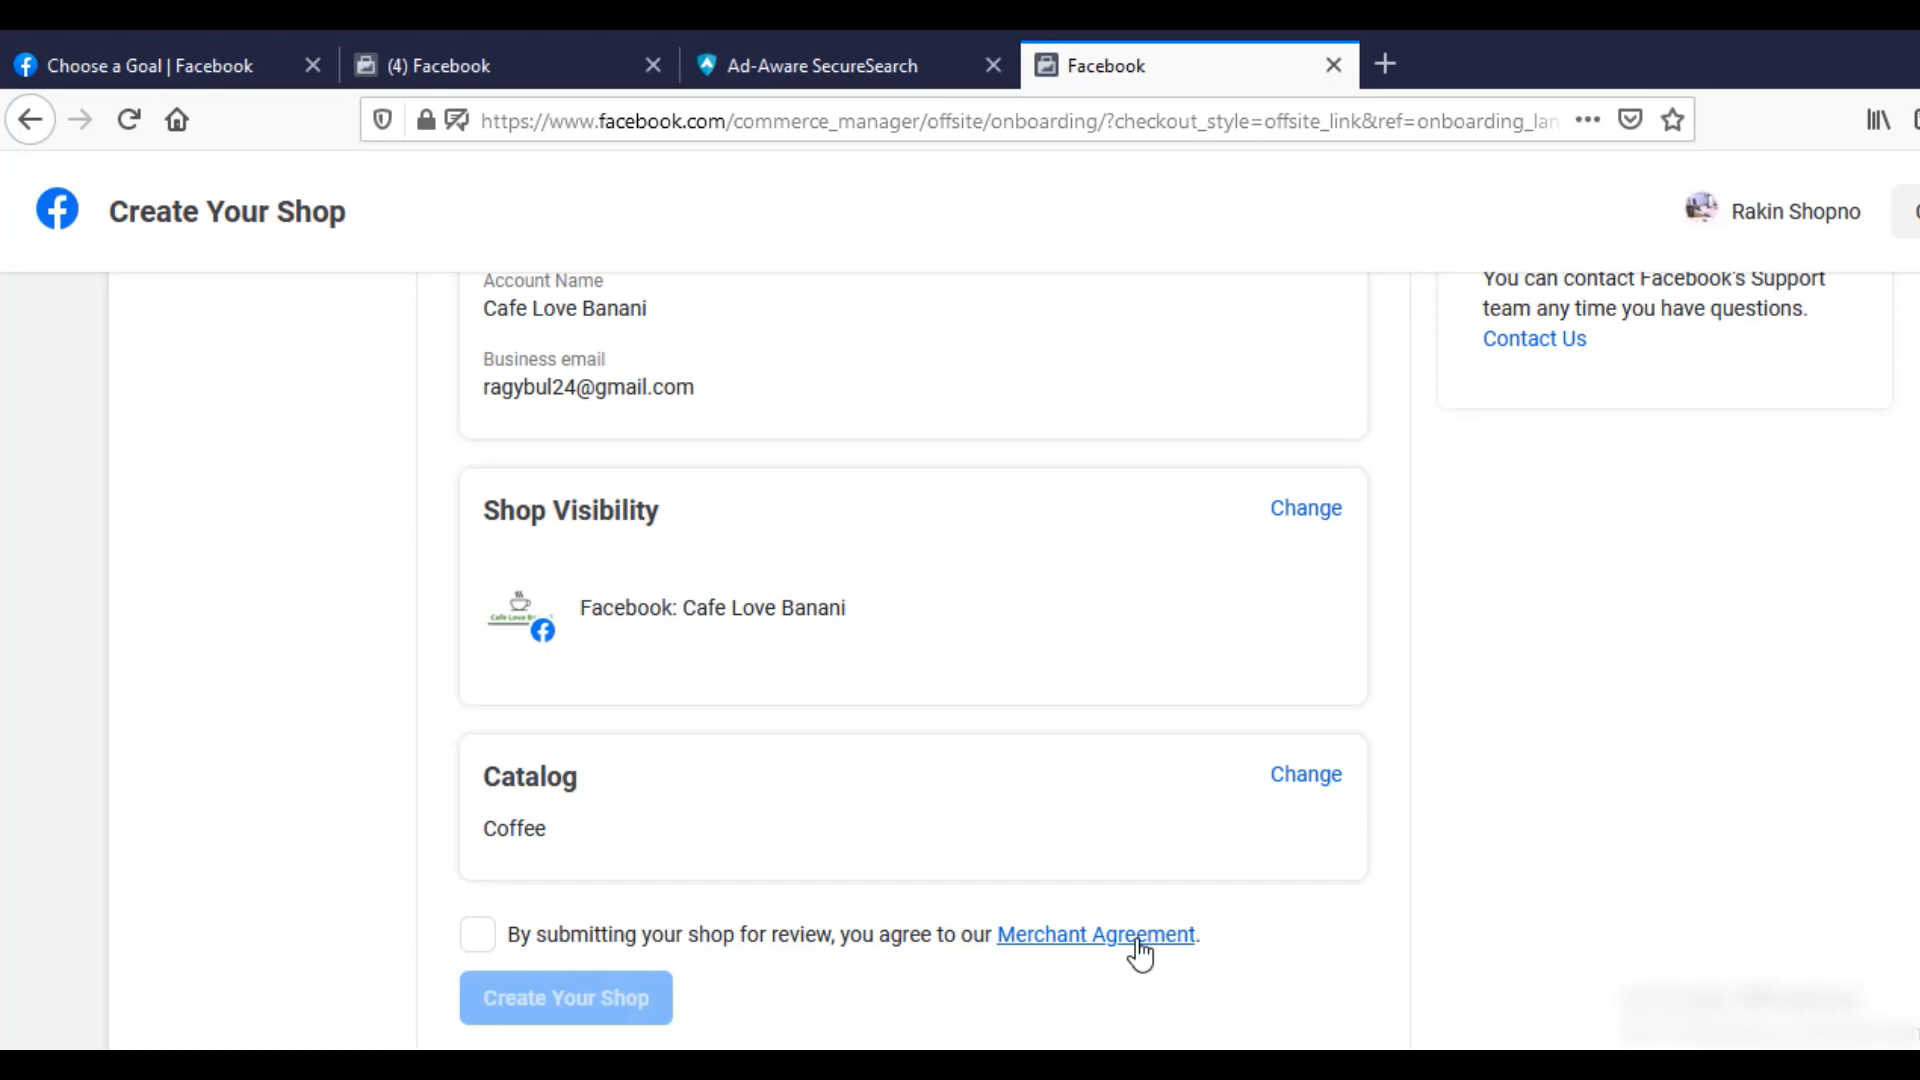 Choose a Goal | Facebook
(4) Facebook
Ad-Aware SecureSearch
Facebook
https://www.facebook.com/commerce_manager/offsite/onboarding/?checkout_style=offsite_link&ref=onboarding_lan
Create Your Shop
Rakin Shopno
Account Name
Cafe Love Banani
Business email
ragybul24@gmail.com
You can contact Facebook's Support
team any time you have questions.
Contact Us
Shop Visibility
Change
Cafe Love
Facebook: Cafe Love Banani
Catalog
Change
Coffee
By submitting your shop for review, you agree to our Merchant Agreement.
Create Your Shop